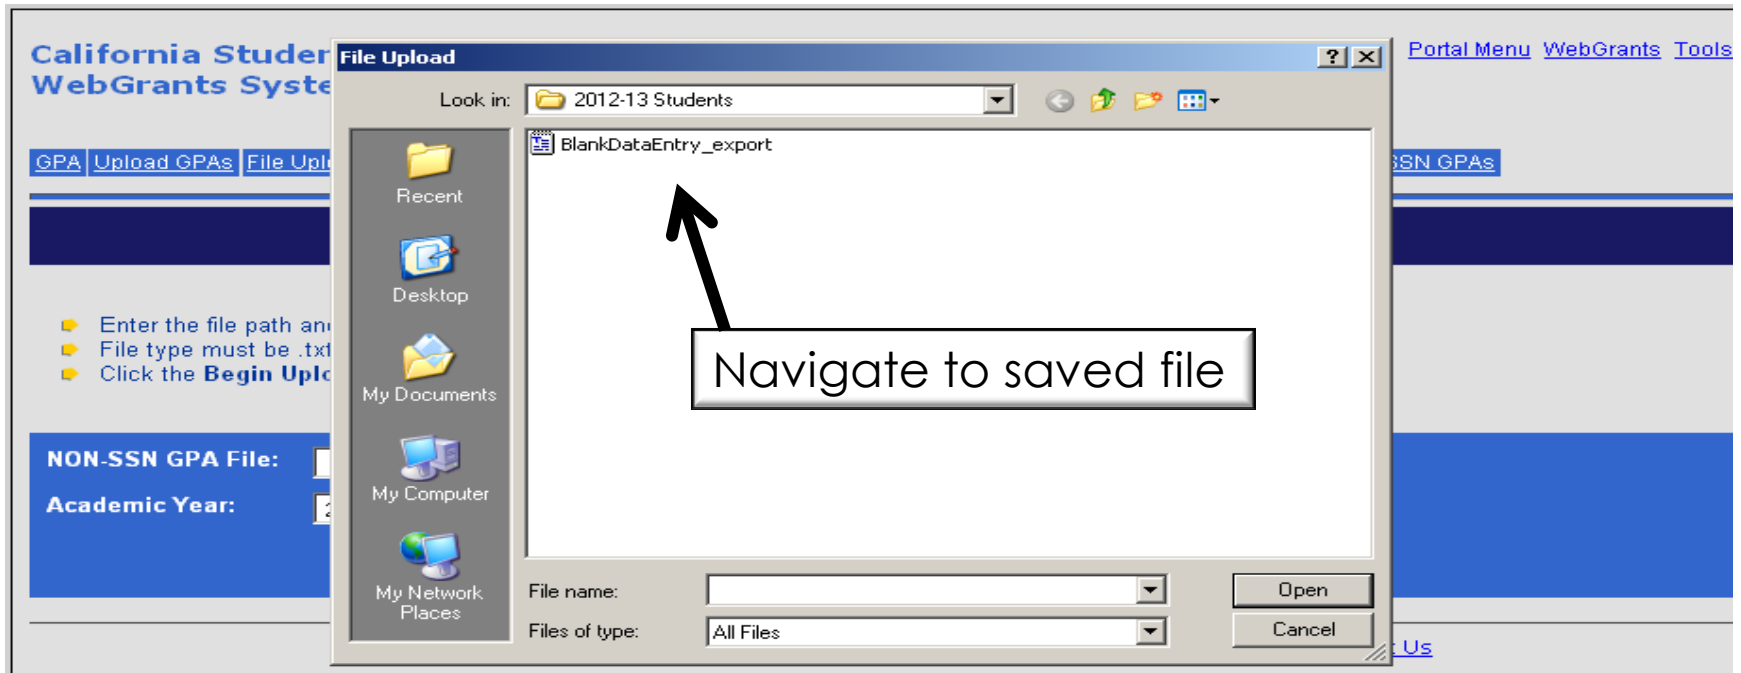 California Studen
WebGrants Syste
Portal Menu WebGrants Tools
GPA Upload GPAs File Uplo
SSN GPAs
Enter the file path and
File type must be .txt
Click the Begin Uplo
NON-SSN GPA File:
Academic Year:
t Us
File Upload
Look in:
2012-13 Students
BlankDataEntry_export
Recent
Desktop
My Documents
My Computer
My Network
Places
Navigate to saved file
File name:
Open
Files of type:
All Files
Cancel